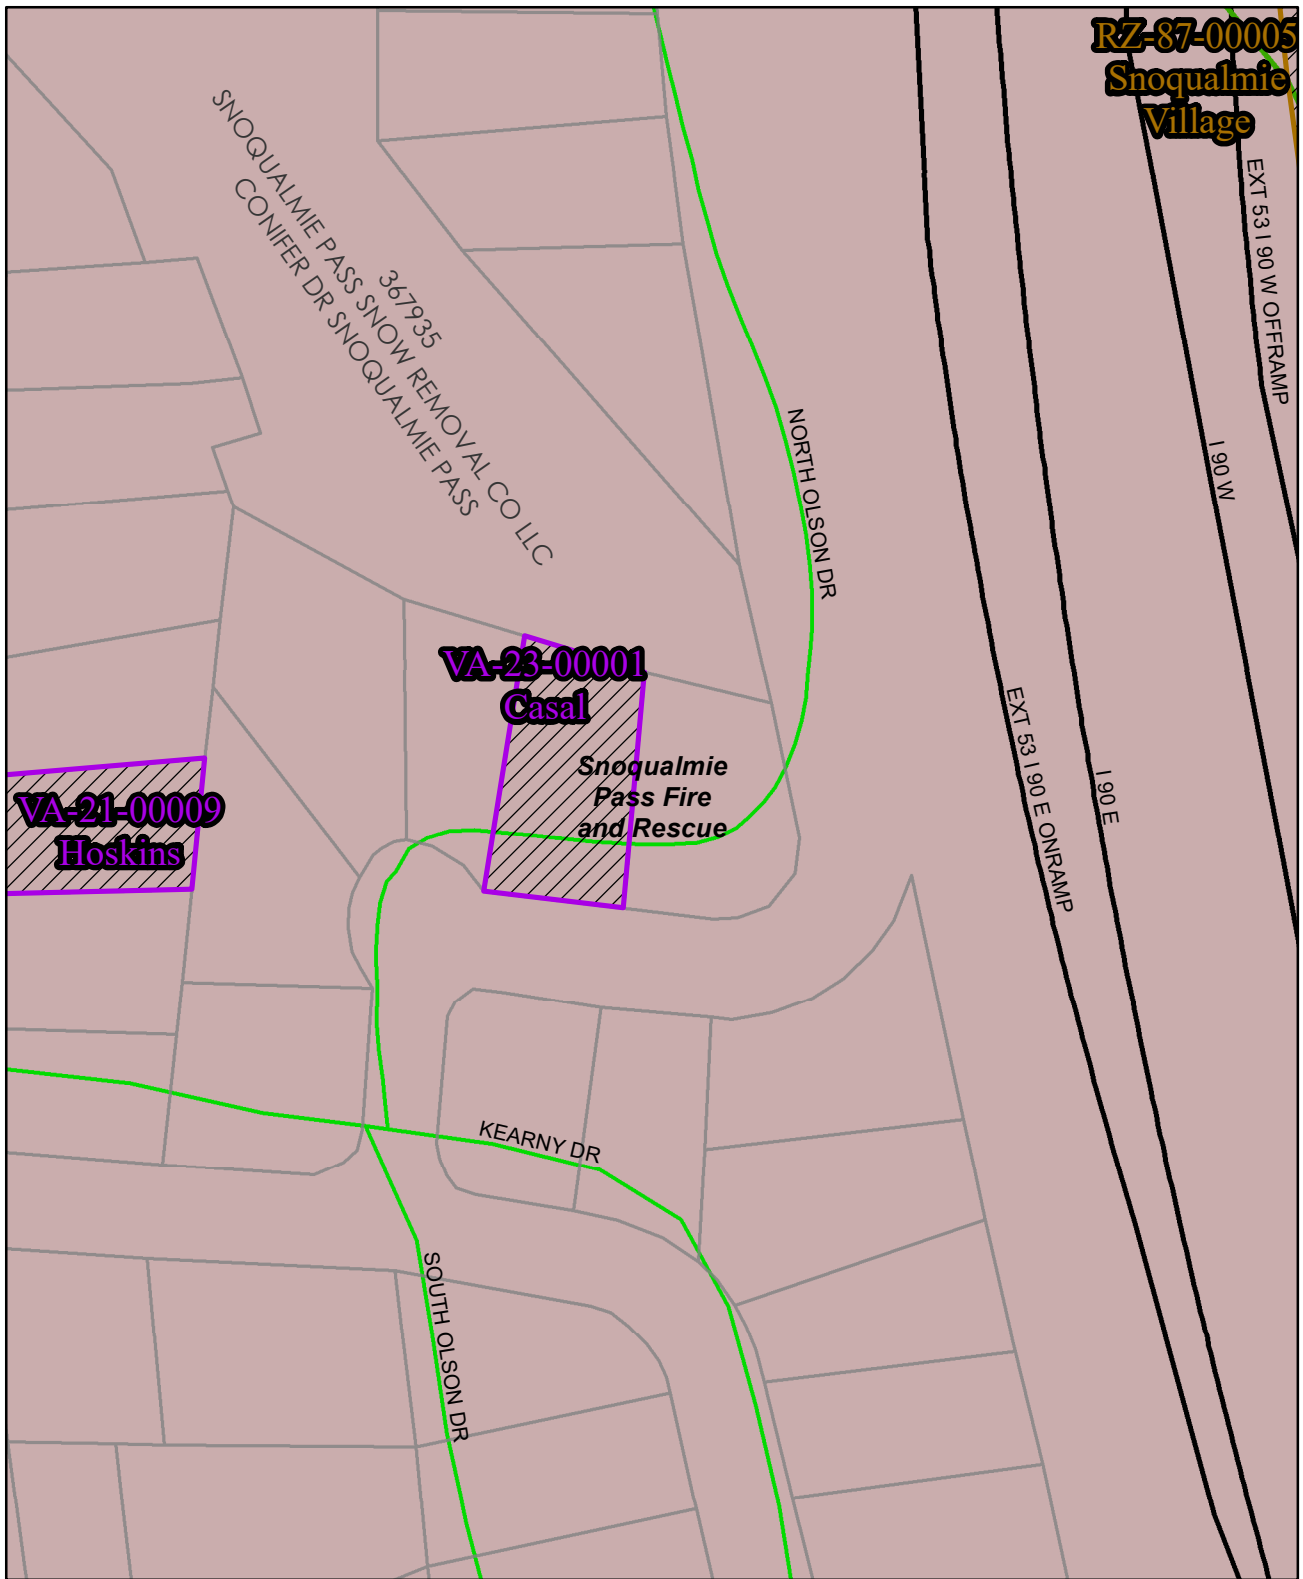 RZ-87-00005
Snoqualmie
Village
SNOQUALMIE PASS SNOW REMOVAL CO LLC
367935
CONIFER DR SNOQUALMIE PASS
EXT 53 I 90 W OFFRAMP
I 90 W
NORTH OLSON DR
VA-23-00001
Casal
Snoqualmie
Pass Fire
and Rescue
VA-21-00009
Hoskins
EXT 53 I 90 E ONRAMP
I 90 E
KEARNY DR
SOUTH OLSON DR